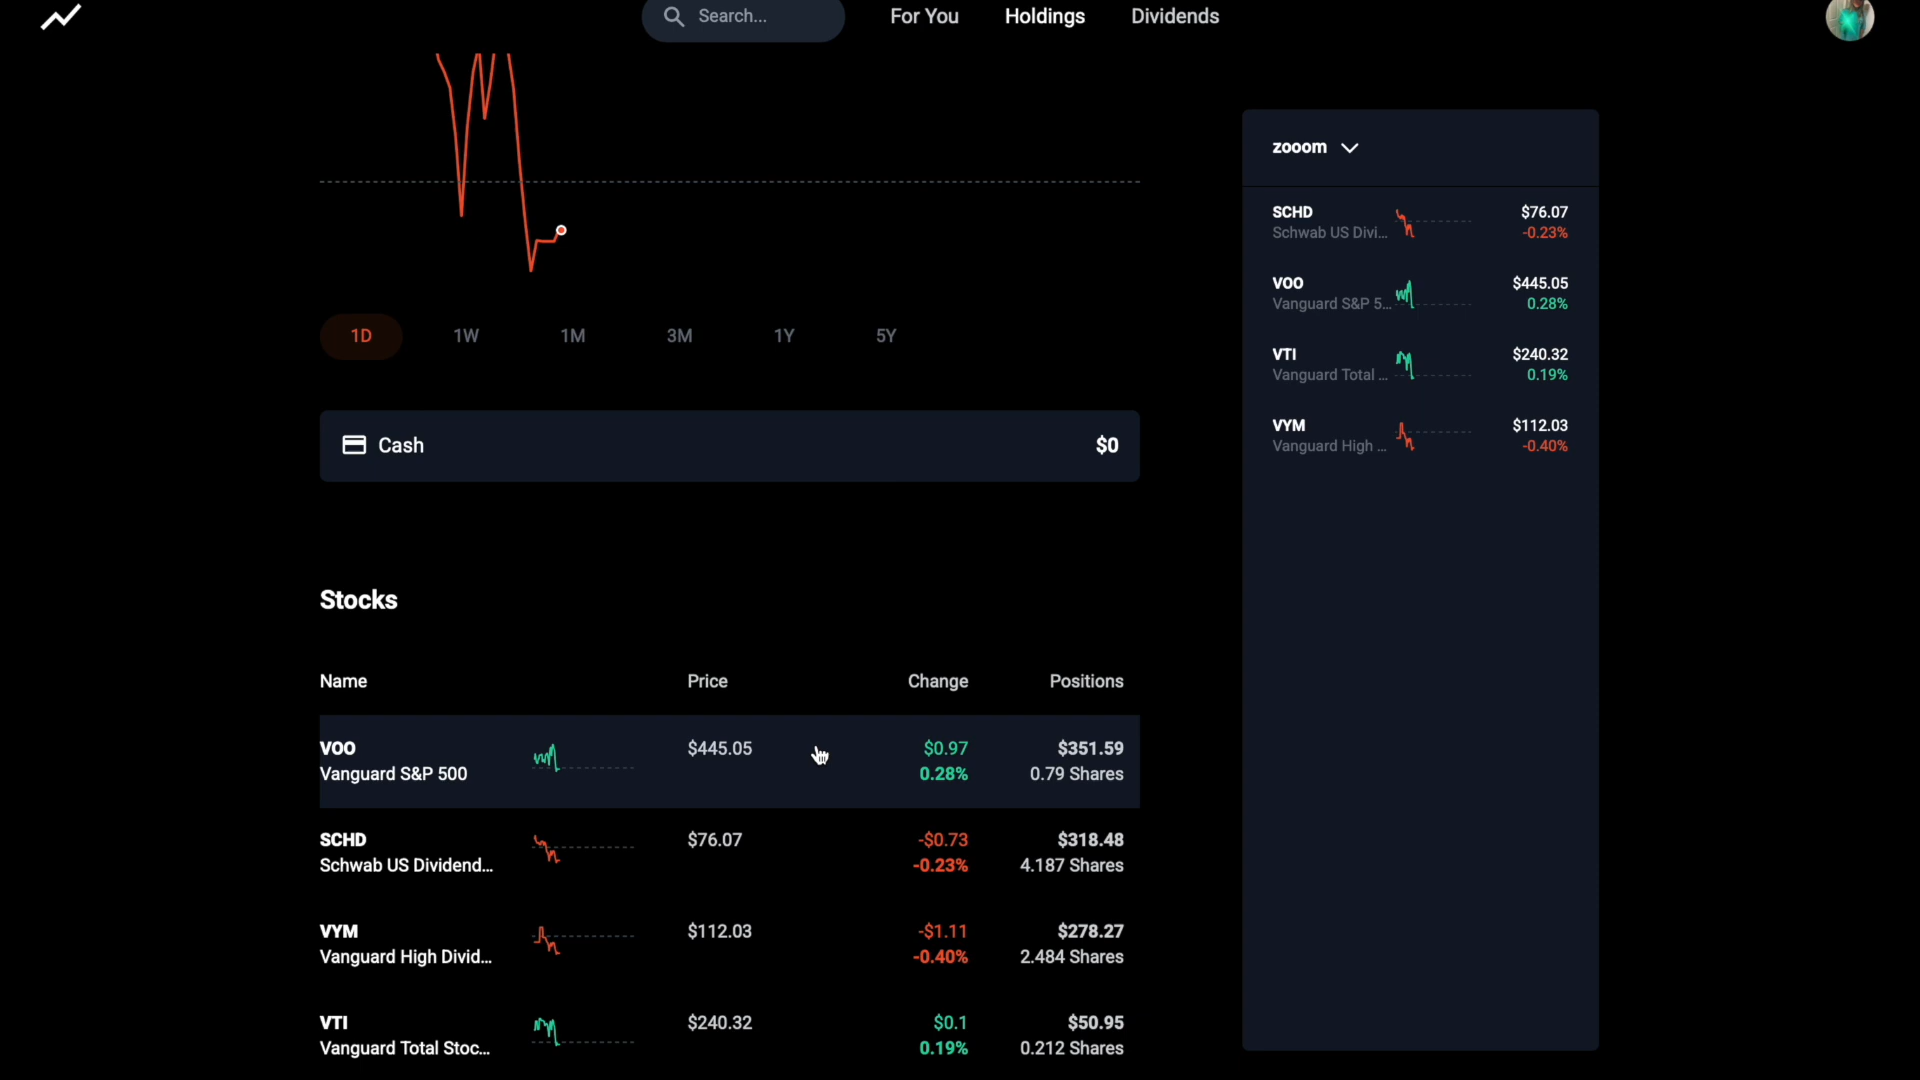 Search...
For You
Holdings
Dividends
zooom
SCHD
$76.07
Schwab US Divi...
-0.23%
VOO
$445.05
Vanguard S&P 5...
0.28%
VTI
$240.32
Vanguard Total ...
0.19%
VYM
$112.03
Vanguard High ...
-0.40%
1D
1W
1M
3M
1Y
5Y
Cash
$0
Stocks
Name
Price
Change
Positions
VOO
$445.05
$0.97
$351.59
Vanguard S&P 500
0.28%
0.79 Shares
SCHD
$76.07
-$0.73
$318.48
Schwab US Dividend...
-0.23%
4.187 Shares
VYM
$112.03
-$1.11
$278.27
Vanguard High Divid...
-0.40%
2.484 Shares
VTI
$240.32
$0.1
$50.95
Vanguard Total Stoc...
0.19%
0.212 Shares